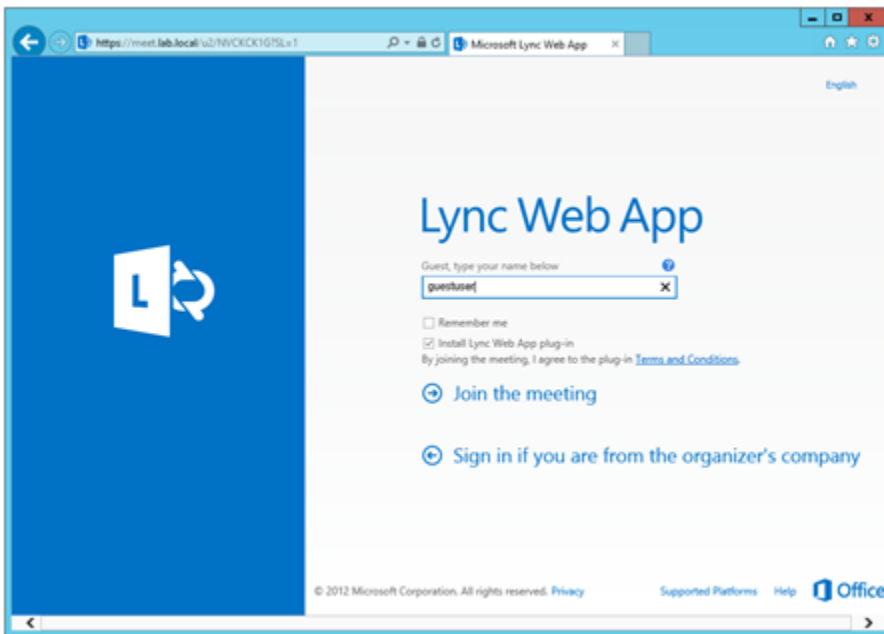 https://meet.lab.local/u2/NVCKCK1G?SL=1
Microsoft Lync Web App
English
Lync Web App
Guest, type your name below
guestuser
Remember me
Install Lync Web App plug-in
By joining the meeting, I agree to the plug-in Terms and Conditions.
Join the meeting
Sign in if you are from the organizer's company
L
© 2012 Microsoft Corporation. All rights reserved. Privacy
Supported Platforms Help Office